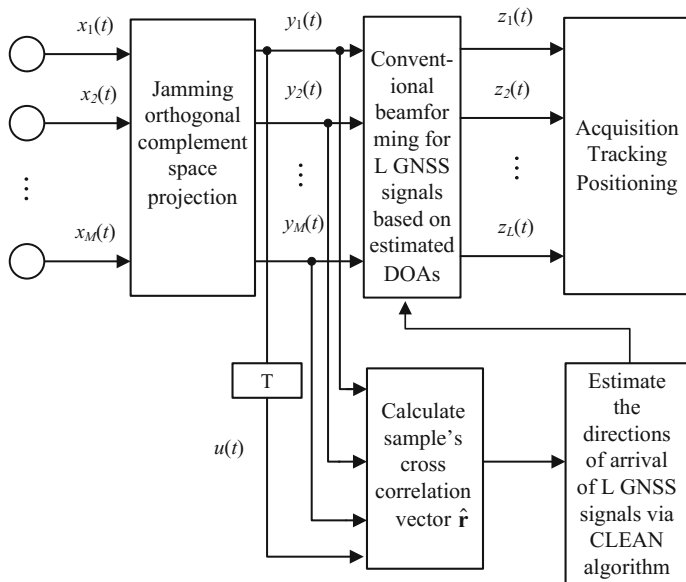 x1(t)
x2(t)
⋮
xM(t)
Jamming
orthogonal
complement
space
projection
y1(t)
y2(t)
⋮
yM(t)
Convent-
ional
beamfor
ming for
L GNSS
signals
based on
estimated
DOAs
z1(t)
z2(t)
⋮
zL(t)
Acquisition
Tracking
Positioning
T
u(t)
Calculate
sample's
cross
correlation
vector r̂
Estimate
the
directions
of arrival
of L GNSS
signals via
CLEAN
algorithm